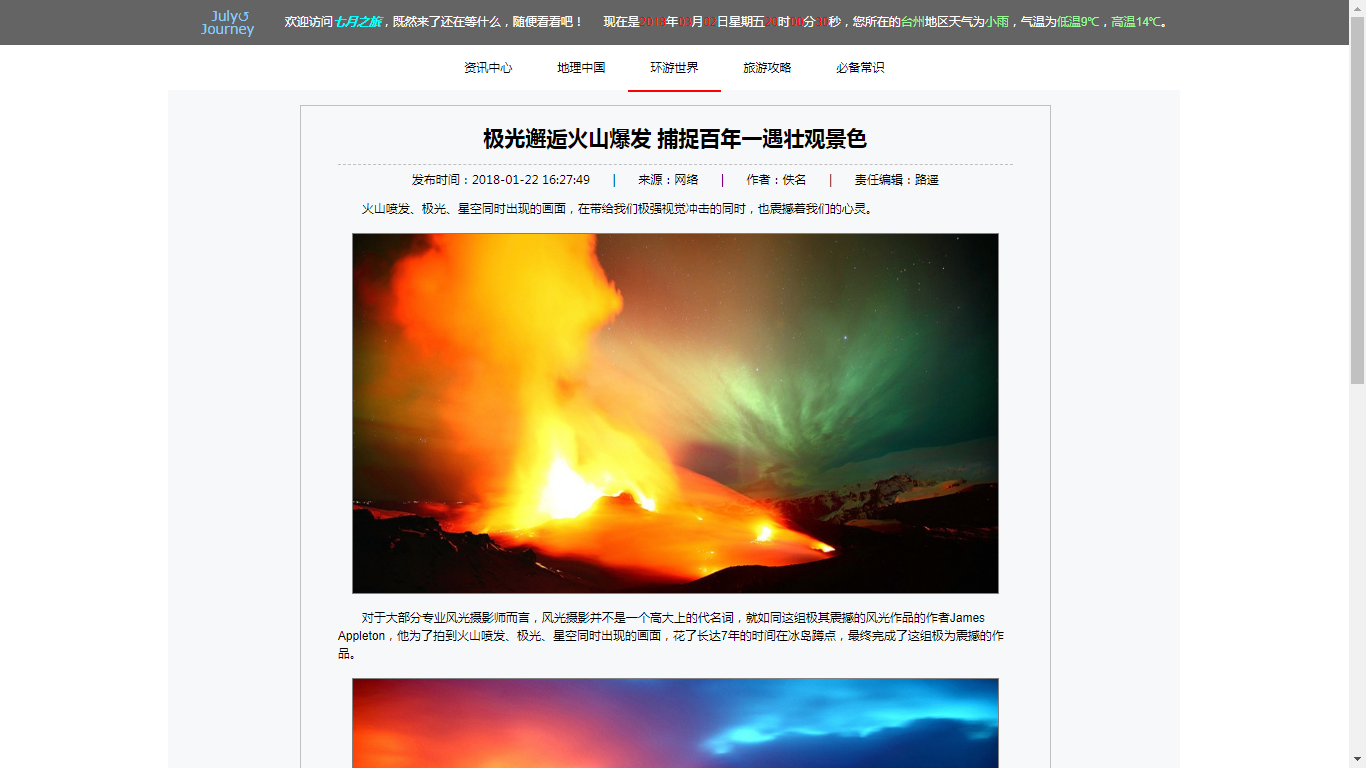 July↺
Journey
欢迎访问七月之旅，既然来了还在等什么，随便看看吧！ 现在是2018年03月02日星期五20时00分30秒，您所在的台州地区天气为小雨，气温为低温9℃，高温14℃。
资讯中心 地理中国 环游世界 旅游攻略 必备常识
极光邂逅火山爆发 捕捉百年一遇壮观景色
发布时间：2018-01-22 16:27:49 | 来源：网络 | 作者：佚名 | 责任编辑：路遥
火山喷发、极光、星空同时出现的画面，在带给我们极强视觉冲击的同时，也震撼着我们的心灵。
对于大部分专业风光摄影师而言，风光摄影并不是一个高大上的代名词，就如同这组极其震撼的风光作品的作者James
Appleton，他为了拍到火山喷发、极光、星空同时出现的画面，花了长达7年的时间在冰岛蹲点，最终完成了这组极为震撼的作
品。